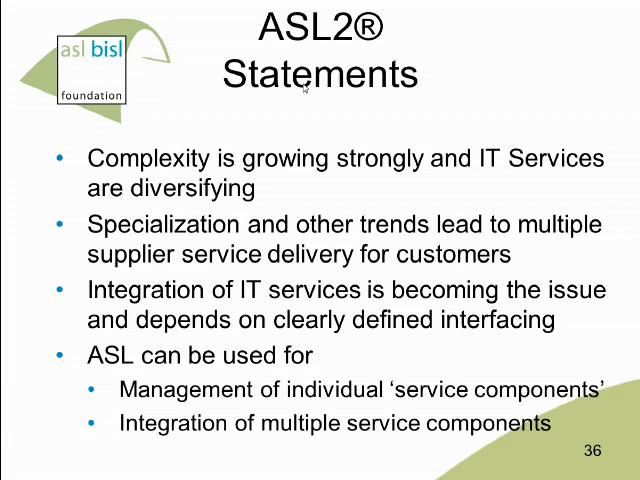 ASL2®
Statements
asl bisl
foundation
• Complexity is growing strongly and IT Services
are diversifying
• Specialization and other trends lead to multiple
supplier service delivery for customers
• Integration of IT services is becoming the issue
and depends on clearly defined interfacing
• ASL can be used for
• Management of individual ‘service components’
• Integration of multiple service components
36